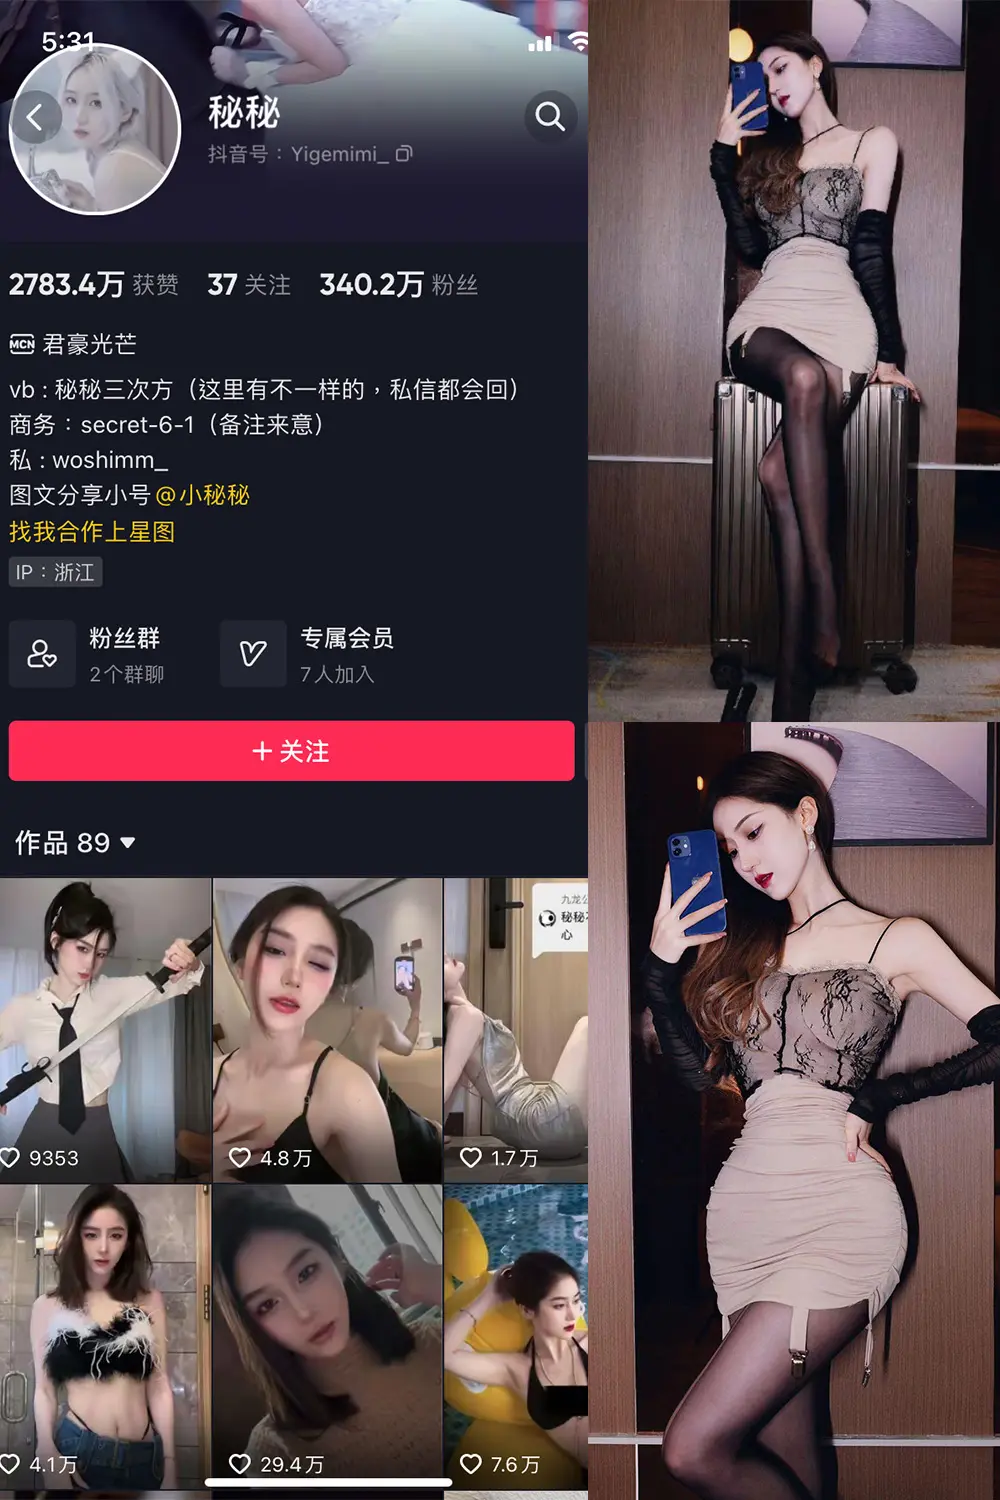 5:31
秘秘
抖音号：Yigemimi_
2783.4万 获赞 37 关注 340.2万 粉丝
MCN 君豪光芒
vb : 秘秘三次方（这里有不一样的，私信都会回）
商务：secret-6-1（备注来意）
私 : woshimm_
图文分享小号 @小秘秘
找我合作上星图
IP：浙江
粉丝群
2个群聊
专属会员
7人加入
+ 关注
作品 89
九龙
秘秘
心
9353
4.8万
1.7万
4.1万
29.4万
7.6万